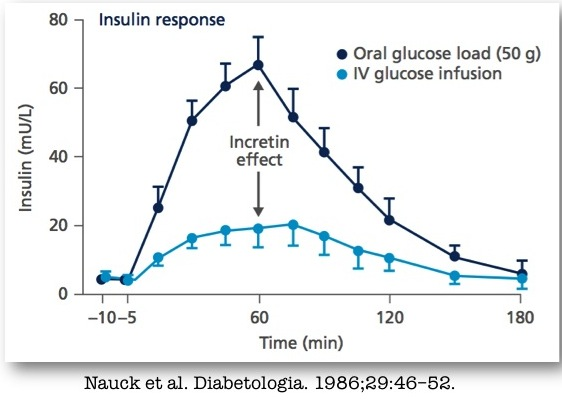 Insulin response
80
Oral glucose load (50 g)
IV glucose infusion
60
Incretin
effect
Insulin (mU/L)
40
20
0
−10 −5 60 120 180
Time (min)
Nauck et al. Diabetologia. 1986;29:46–52.